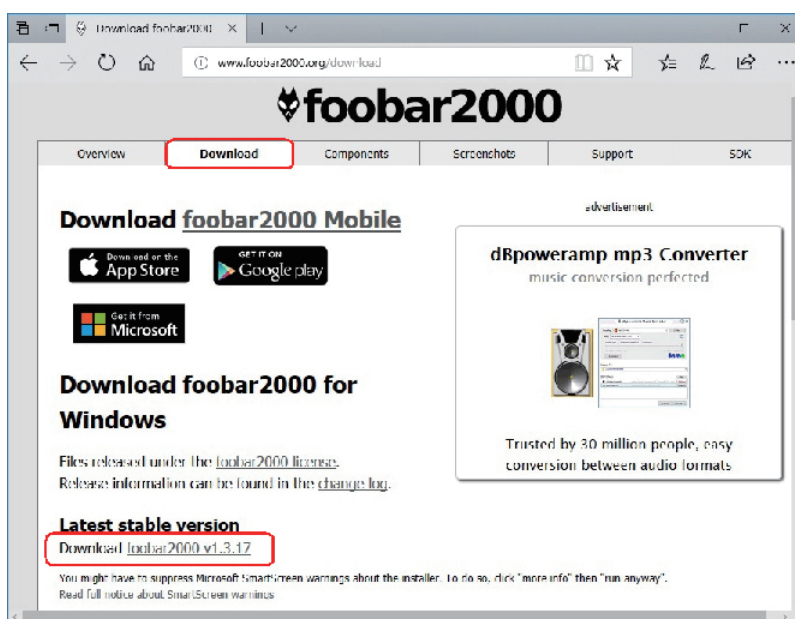 Download foobar2000
www.foobar2000.org/download
foobar2000
Overview Download Components Screenshots Support SDK
advertisement
Download foobar2000 Mobile
Download on the
App Store
GET IT ON
Google play
Get it from
Microsoft
dBpoweramp mp3 Converter
music conversion perfected
Trusted by 30 million people, easy
conversion between audio formats
Download foobar2000 for
Windows
Files released under the foobar2000 license.
Release information can be found in the change log.
Latest stable version
Download foobar2000 v1.3.17
You might have to suppress Microsoft SmartScreen warnings about the installer. To do so, click "more info" then "run anyway".
Read full notice about SmartScreen warnings